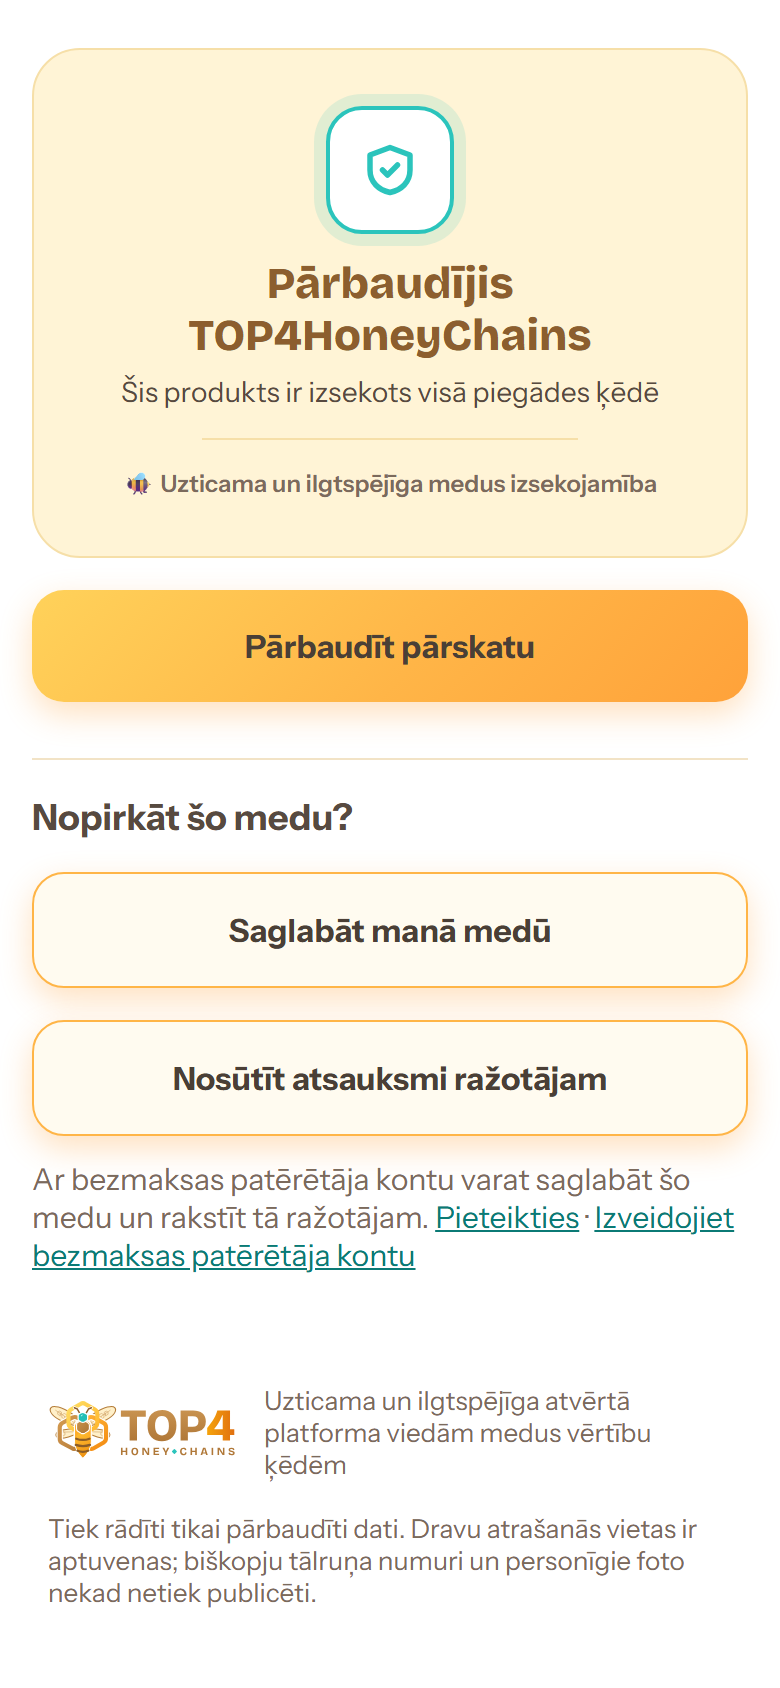 Pārbaudījis
TOP4HoneyChains
Šis produkts ir izsekots visā piegādes ķēdē
Uzticama un ilgtspējīga medus izsekojamība
Pārbaudīt pārskatu
Nopirkāt šo medu?
Saglabāt manā medū
Nosūtīt atsauksmi ražotājam
Ar bezmaksas patērētāja kontu varat saglabāt šo
medu un rakstīt tā ražotājam. Pieteikties · Izveidojiet
bezmaksas patērētāja kontu
TOP4
HONEY CHAINS
Uzticama un ilgtspējīga atvērtā
platforma viedām medus vērtību
ķēdēm
Tiek rādīti tikai pārbaudīti dati. Dravu atrašanās vietas ir
aptuvenas; biškopju tālruņa numuri un personīgie foto
nekad netiek publicēti.